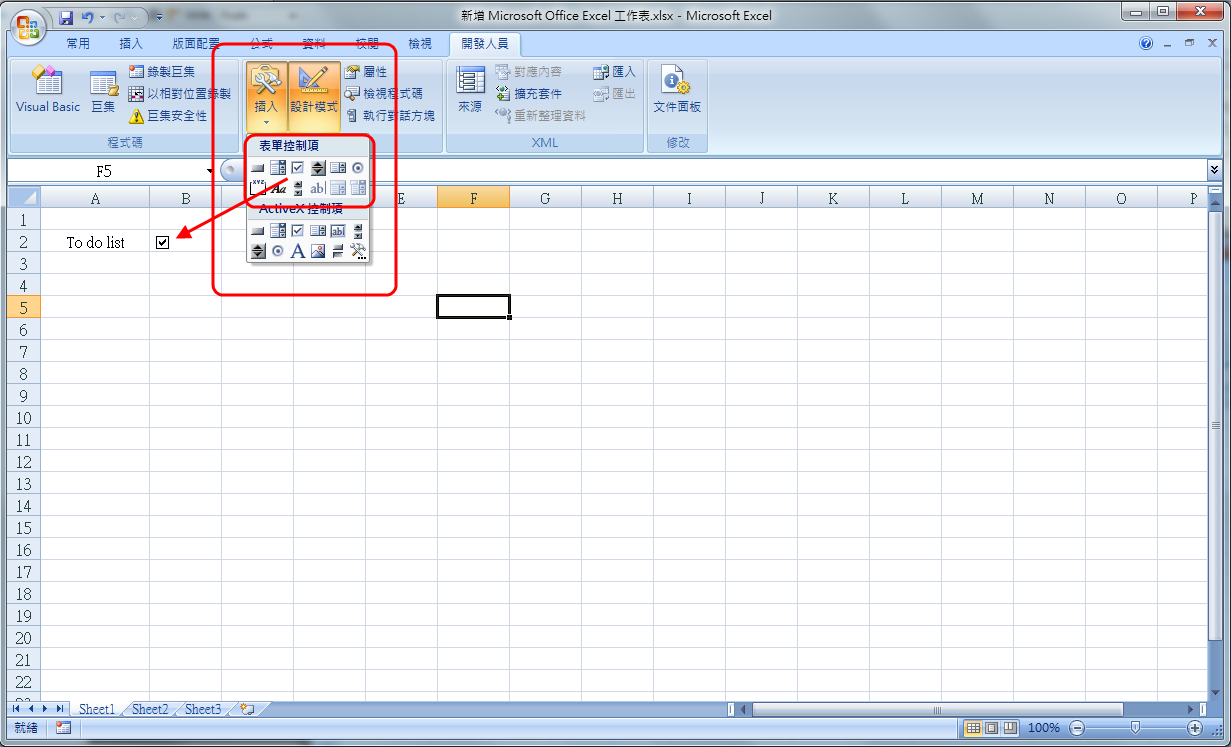 新增 Microsoft Office Excel 工作表.xlsx - Microsoft Excel
常用 插入 版面配置 公式 資料 校閱 檢視 開發人員
Visual Basic
巨集
錄製巨集
以相對位置錄製
巨集安全性
程式碼
插入
設計模式
屬性
檢視程式碼
執行對話方塊
來源
對應內容
擴充套件
重新整理資料
匯入
匯出
XML
文件面板
修改
表單控制項
XYZ
Aa
ab|
ActiveX 控制項
ab|
A
F5
A B E F G H I J K L M N O P
1
2 To do list
3
4
5
6
7
8
9
10
11
12
13
14
15
16
17
18
19
20
21
22
Sheet1 Sheet2 Sheet3
就緒 100%